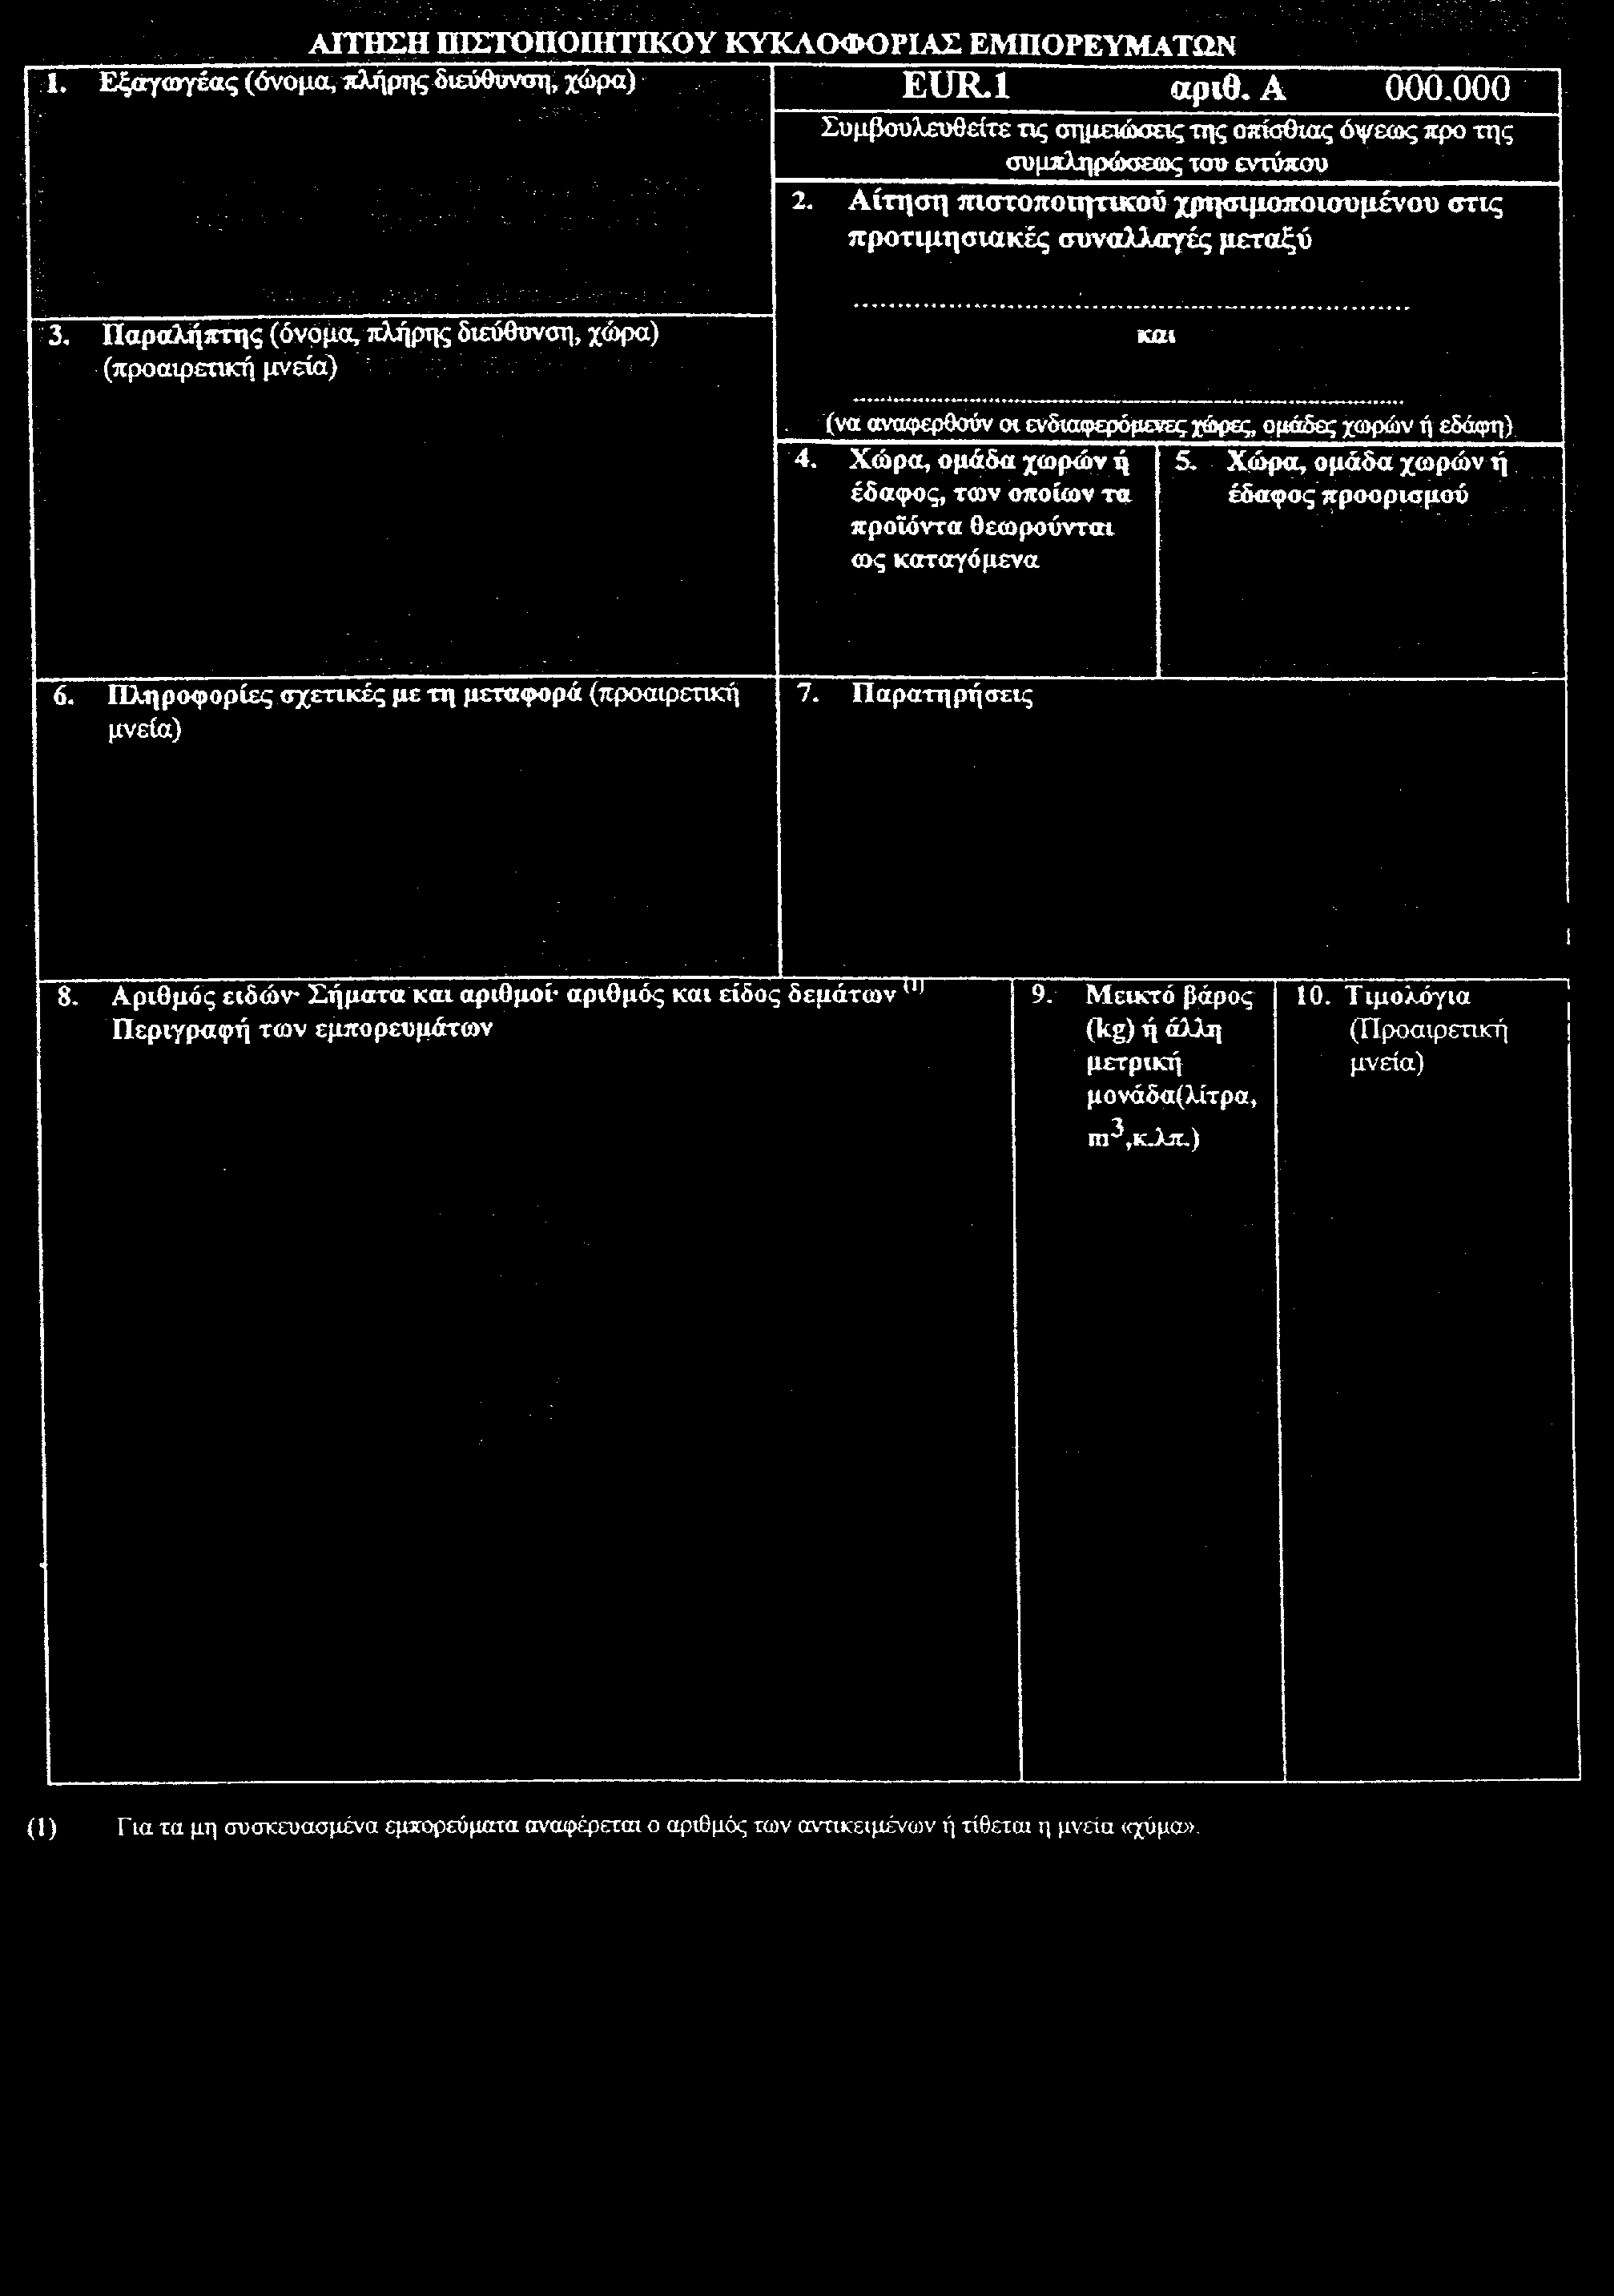 ΑΙΤΗΣΗ ΠΙΣΤΟΠΟΙΗΤΙΚΟΥ ΚΥΚΛΟΦΟΡΙΑΣ ΕΜΠΟΡΕΥΜΑΤΩΝ
1. Εξαγωγέας (όνομα, πλήρης διεύθυνση, χώρα)
EUR.1 αριθ. Α 000.000
Συμβουλευθείτε τις σημειώσεις της οπίσθιας όψεως προ της
συμπληρώσεως του εντύπου
2. Αίτηση πιστοποιητικού χρησιμοποιουμένου στις
προτιμησιακές συναλλαγές μεταξύ
και
(να αναφερθούν οι ενδιαφερόμενες χώρες, ομάδες χωρών ή εδάφη)
3. Παραλήπτης (όνομα, πλήρης διεύθυνση, χώρα)
(προαιρετική μνεία)
4. Χώρα, ομάδα χωρών ή
έδαφος, των οποίων τα
προϊόντα θεωρούνται
ως καταγόμενα
5. Χώρα, ομάδα χωρών ή
έδαφος προορισμού
6. Πληροφορίες σχετικές με τη μεταφορά (προαιρετική
μνεία)
7. Παρατηρήσεις
8. Αριθμός ειδών· Σήματα και αριθμοί· αριθμός και είδος δεμάτων (1)
Περιγραφή των εμπορευμάτων
9. Μεικτό βάρος
(kg) ή άλλη
μετρική
μονάδα(λίτρα,
m³,κ.λπ.)
10. Τιμολόγια
(Προαιρετική
μνεία)
(1) Για τα μη συσκευασμένα εμπορεύματα αναφέρεται ο αριθμός των αντικειμένων ή τίθεται η μνεία «χύμα».